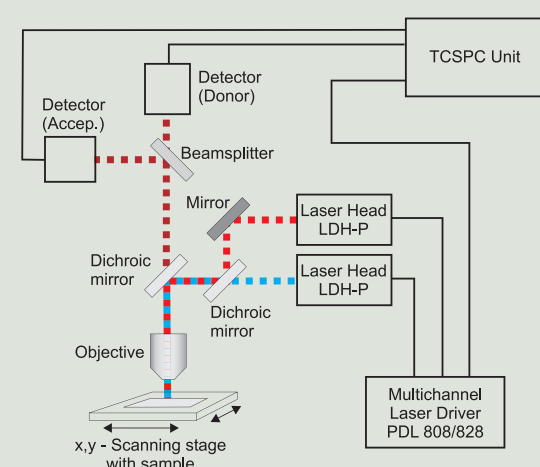 TCSPC Unit
Detector
(Donor)
Detector
(Accep.)
Beamsplitter
Mirror
Laser Head
LDH-P
Dichroic
mirror
Laser Head
LDH-P
Dichroic
mirror
Objective
Multichannel
Laser Driver
PDL 808/828
x,y - Scanning stage
with sample